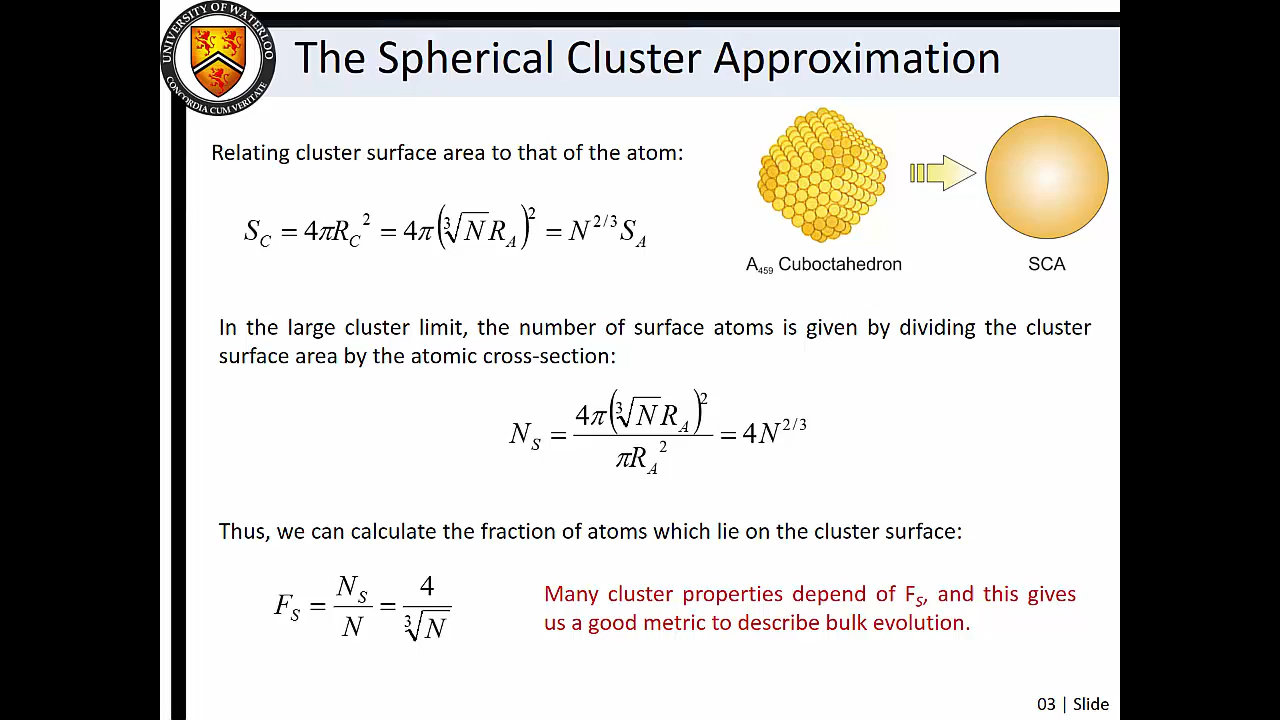 UNIVERSITY OF WATERLOO
CONCORDIA CUM VERITATE
The Spherical Cluster Approximation
Relating cluster surface area to that of the atom:
S_C = 4πR_C² = 4π(∛N R_A)² = N^{2/3} S_A
A₄₅₉ Cuboctahedron
SCA
In the large cluster limit, the number of surface atoms is given by dividing the cluster
surface area by the atomic cross-section:
N_S = 4π(∛N R_A)² / πR_A² = 4N^{2/3}
Thus, we can calculate the fraction of atoms which lie on the cluster surface:
F_S = N_S / N = 4 / ∛N
Many cluster properties depend of F_S, and this gives
us a good metric to describe bulk evolution.
03 | Slide